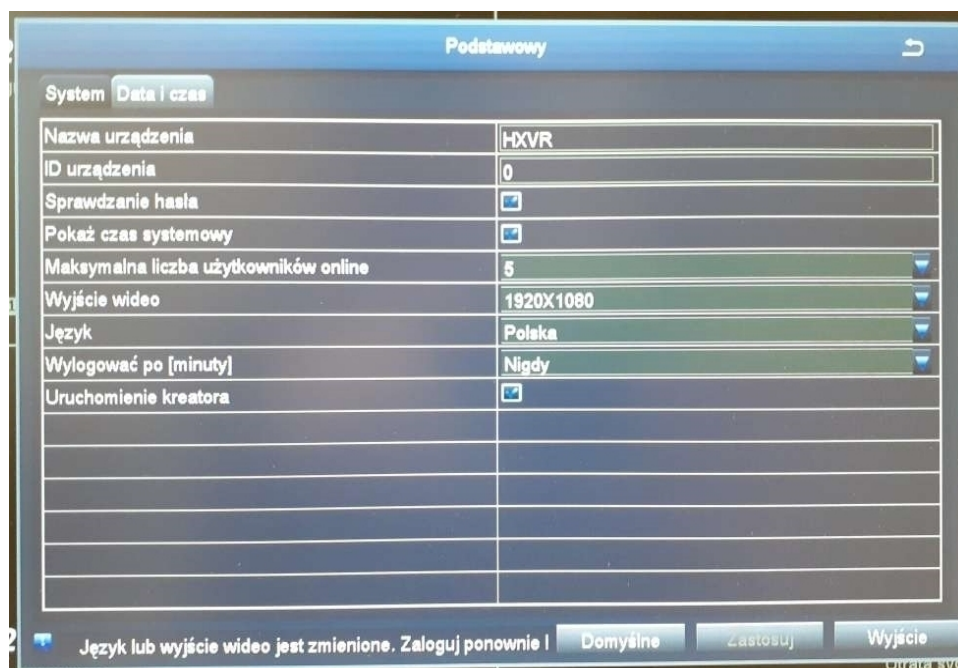 Podstawowy
System Data i czas
Nazwa urządzenia HXVR
ID urządzenia 0
Sprawdzanie hasla
Pokaż czas systemowy
Maksymalna liczba użytkowników online 5
Wyjście wideo 1920X1080
Język Polska
Wylogować po [minuty] Nigdy
Uruchomienie kreatora
Język lub wyjście wideo jest zmienione. Zaloguj ponownie Domyślne Zastosuj Wyjście